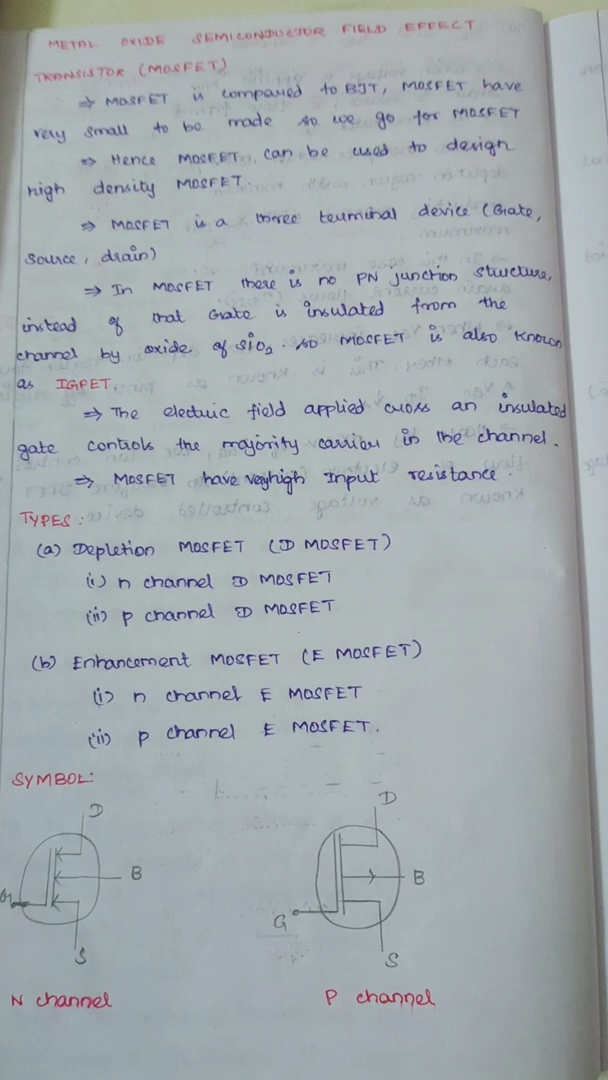 METAL OXIDE SEMICONDUCTOR FIELD EFFECT
TRANSISTOR (MOSFET)
⇒ MOSFET is compared to BJT, MOSFET have
very small to be made so we go for MOSFET
⇒ Hence MOSFET can be used to design
high density MOSFET.
⇒ MOSFET is a three terminal device (Gate,
Source, drain)
⇒ In MOSFET there is no PN junction structure,
instead of that Gate is insulated from the
channel by oxide of SiO₂. so MOSFET is also known
as IGFET.
⇒ The electric field applied cross an insulated
gate controls the majority carrier in the channel.
⇒ MOSFET have very high Input resistance.
TYPES:
(a) Depletion MOSFET (D MOSFET)
(i) n channel D MOSFET
(ii) p channel D MOSFET
(b) Enhancement MOSFET (E MOSFET)
(i) n channel E MOSFET
(ii) p channel E MOSFET.
SYMBOL:
D D
B B
G G
S S
N channel P channel